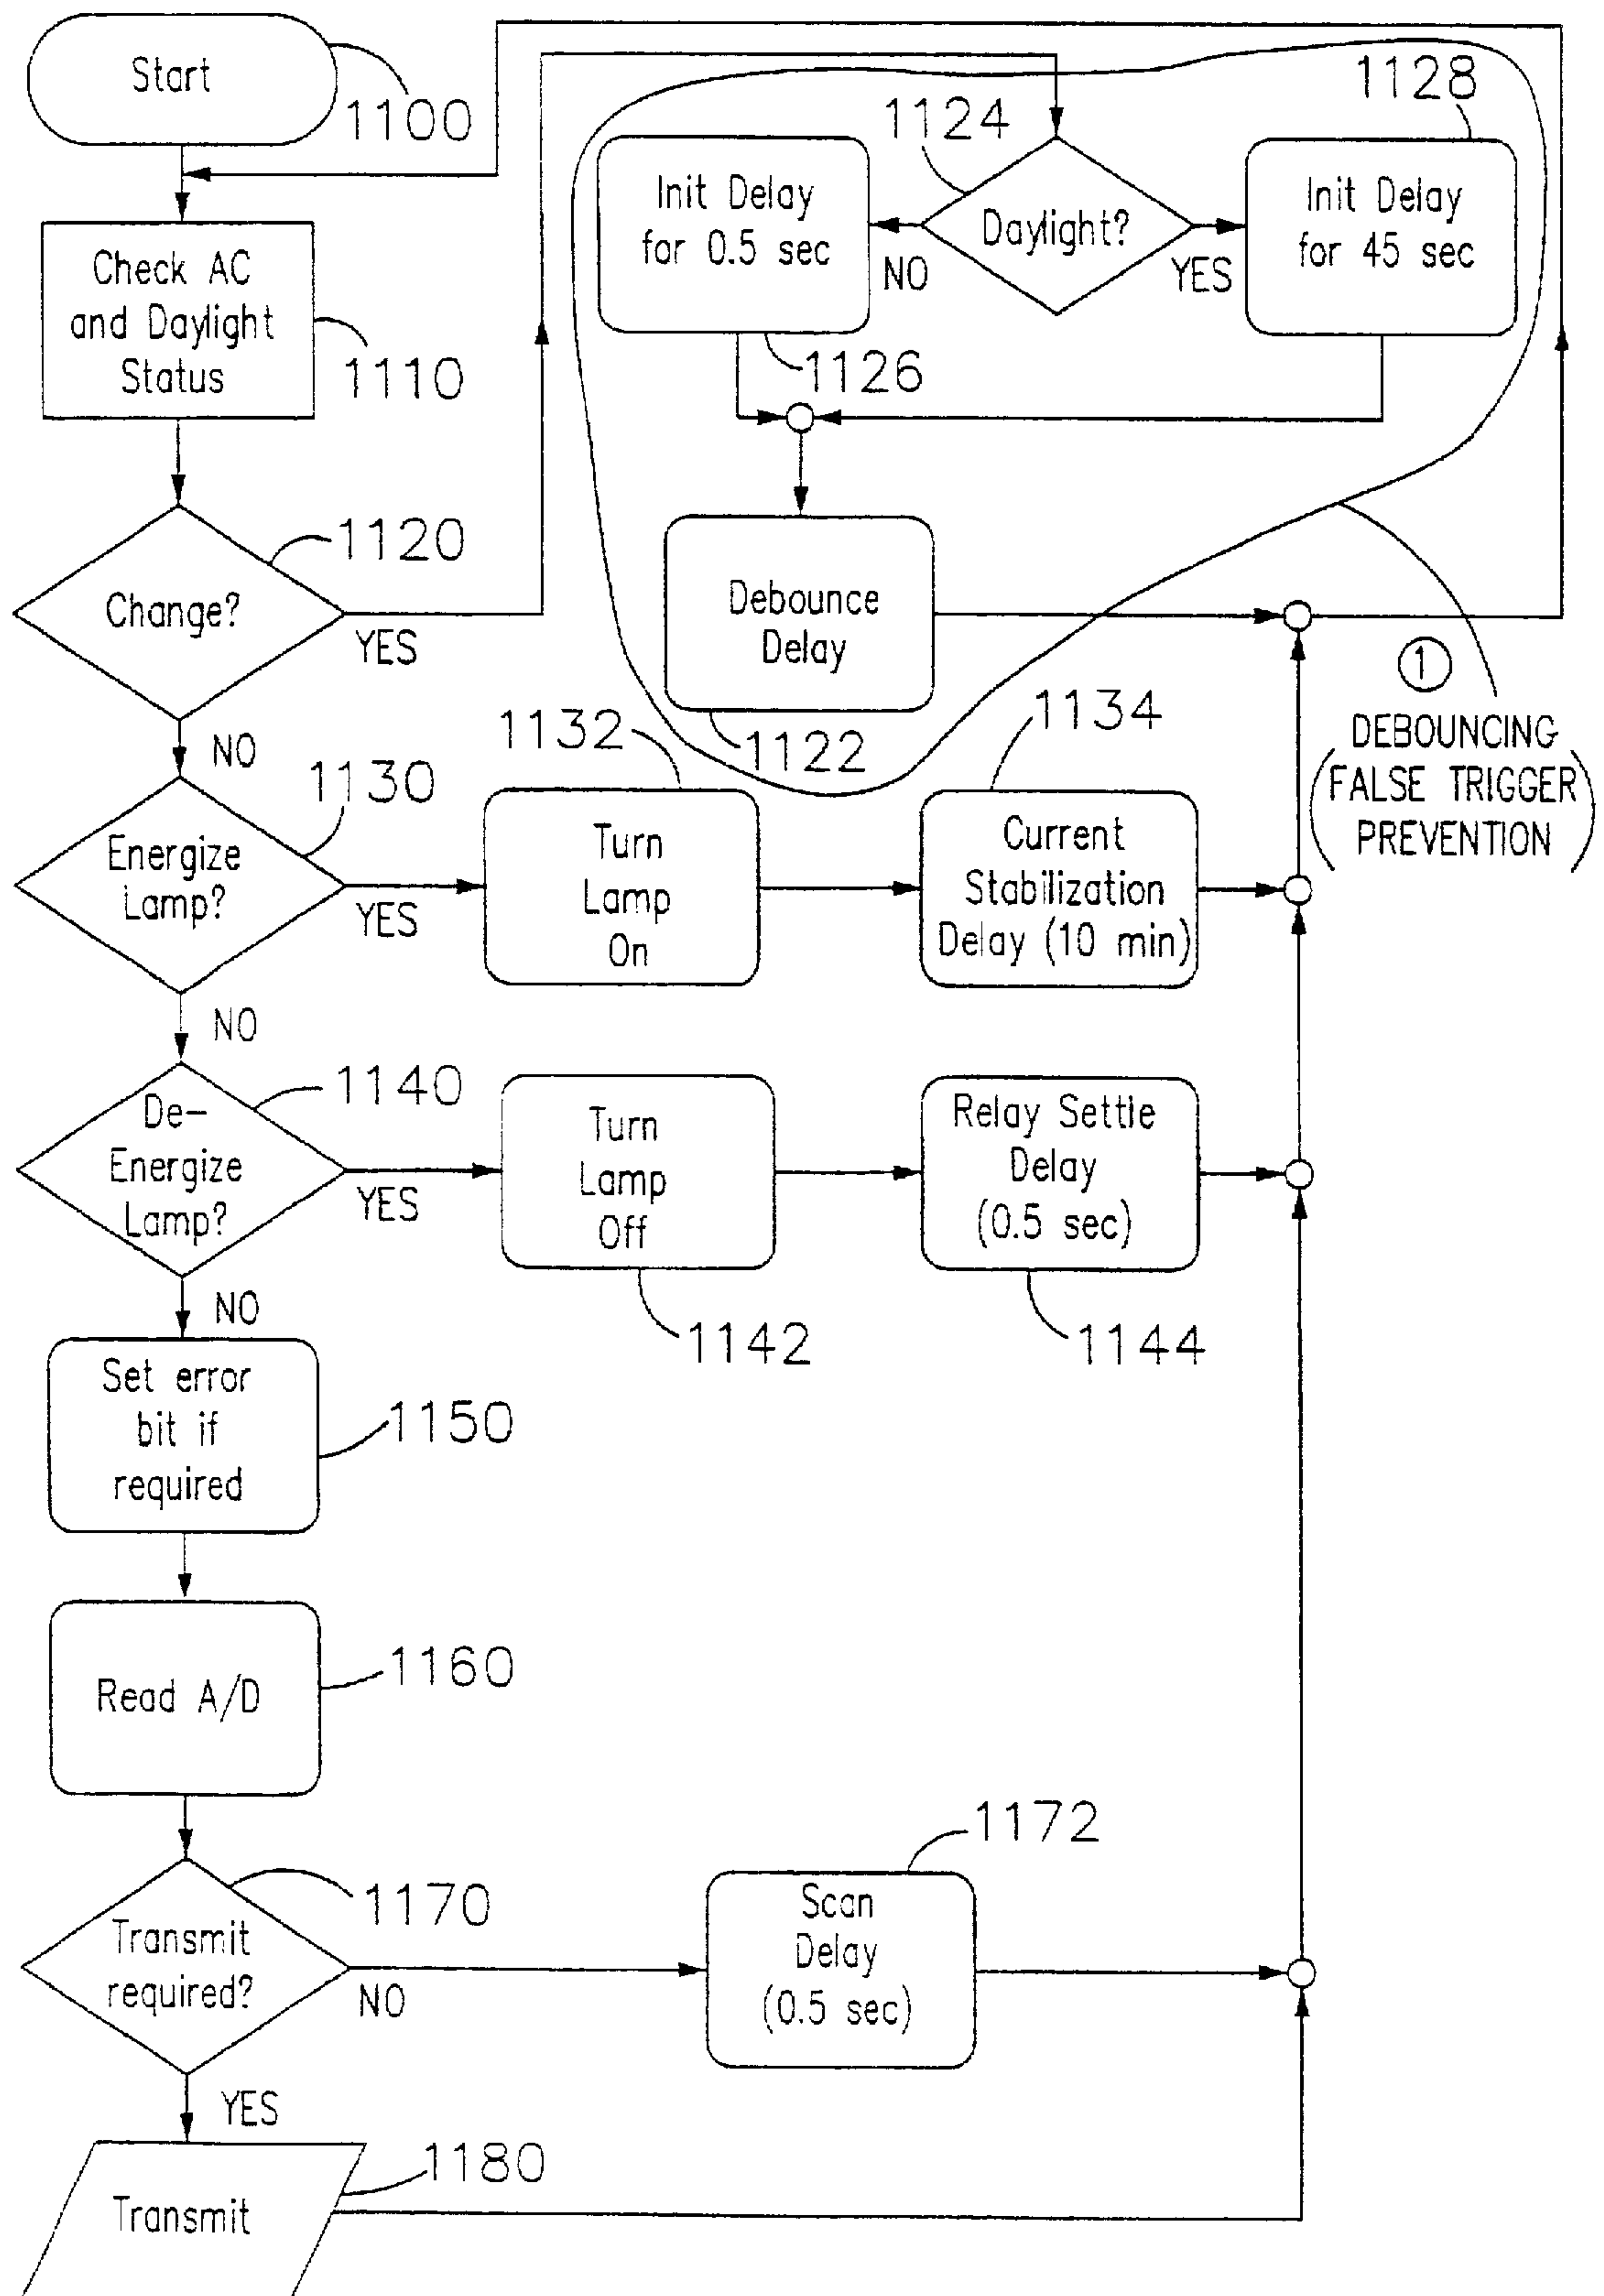 Start
1100
Check AC
and Daylight
Status
1110
1124
1128
Init Delay
for 0.5 sec
Daylight?
Init Delay
for 45 sec
NO
YES
1126
Change?
1120
YES
NO
Debounce
Delay
1122
1
DEBOUNCING
(FALSE TRIGGER)
PREVENTION
Energize
Lamp?
1130
YES
NO
1132
Turn
Lamp
On
1134
Current
Stabilization
Delay (10 min)
De-
Energize
Lamp?
1140
YES
NO
Turn
Lamp
Off
1142
Relay Settle
Delay
(0.5 sec)
1144
Set error
bit if
required
1150
Read A/D
1160
Transmit
required?
1170
NO
YES
1172
Scan
Delay
(0.5 sec)
Transmit
1180